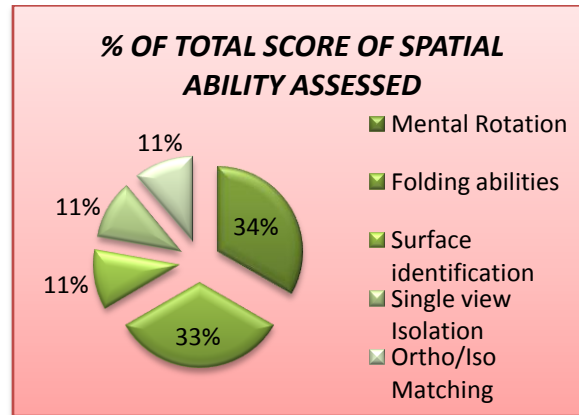 % OF TOTAL SCORE OF SPATIAL
ABILITY ASSESSED
Mental Rotation
Folding abilities
Surface
identification
Single view
Isolation
Ortho/Iso
Matching
34%
33%
11%
11%
11%